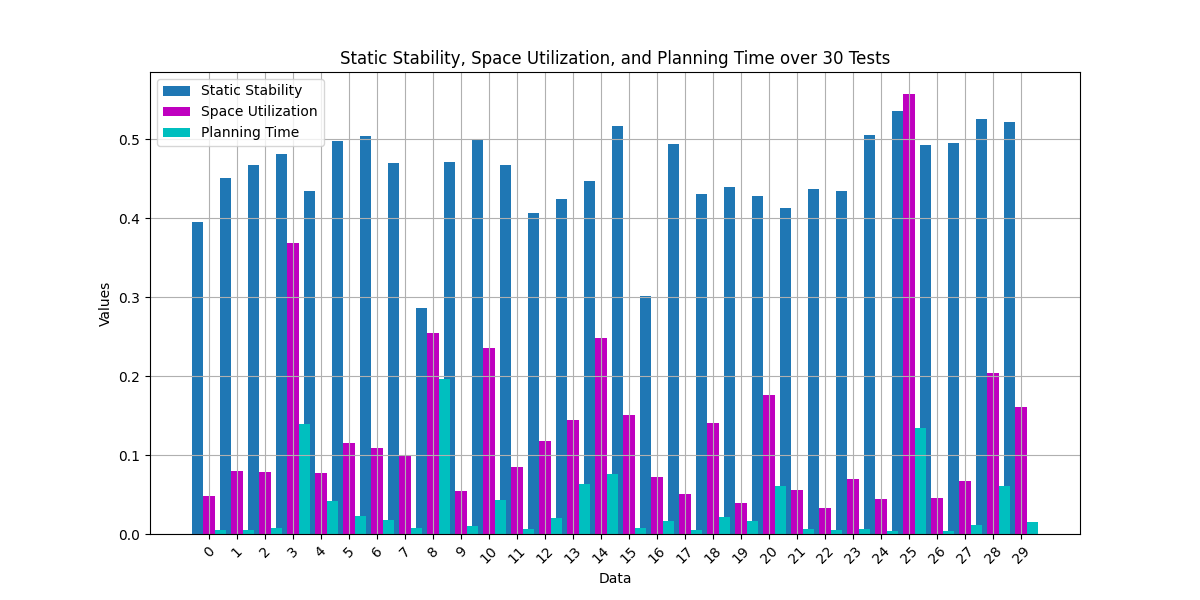 Static Stability, Space Utilization, and Planning Time over 30 Tests
Static Stability
Space Utilization
Planning Time
0.5
0.4
0.3
0.2
0.1
0.0
Values
0 1 2 3 4 5 6 7 8 9 10 11 12 13 14 15 16 17 18 19 20 21 22 23 24 25 26 27 28 29
Data